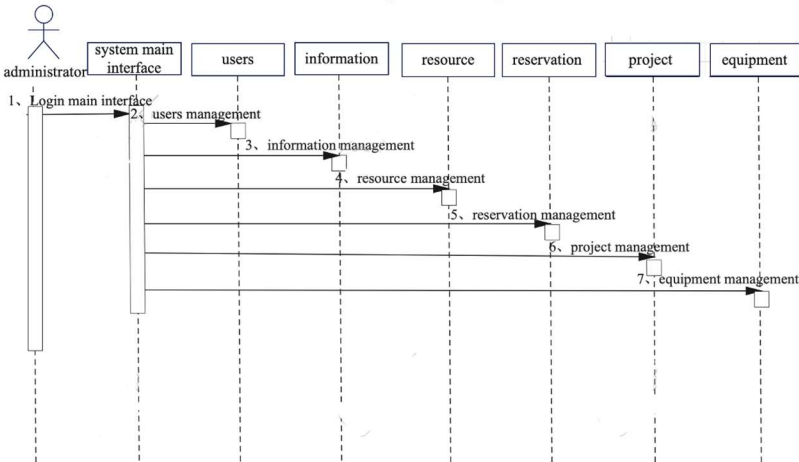 administrator
system main
interface
users
information
resource
reservation
project
equipment
1、Login main interface
2、users management
3、information management
4、resource management
5、reservation management
6、project management
7、equipment management